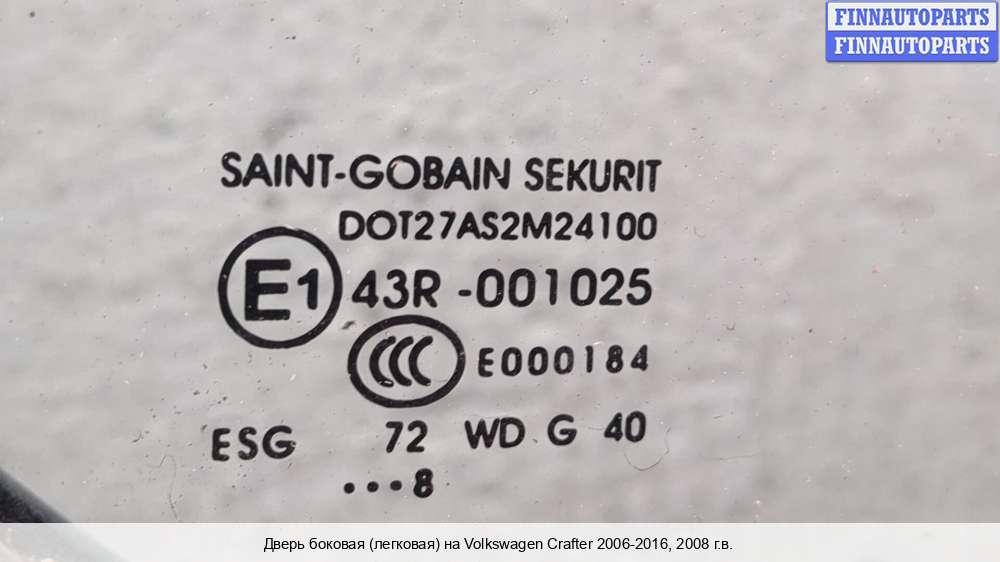 FINNAUTOPARTS
FINNAUTOPARTS
SAINT-GOBAIN SEKURIT
DOT27AS2M24100
E1 43R -001025
CCC E000184
ESG 72 WD G 40
•••8
Дверь боковая (легковая) на Volkswagen Crafter 2006-2016, 2008 г.в.